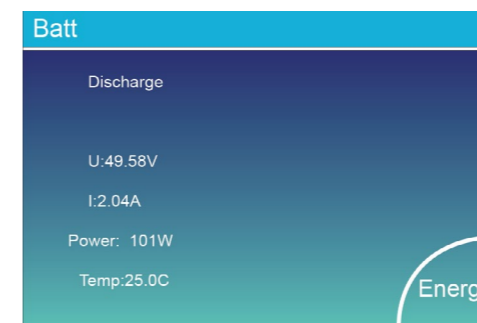 Batt
Discharge
U:49.58V
I:2.04A
Power: 101W
Temp:25.0C
Energ